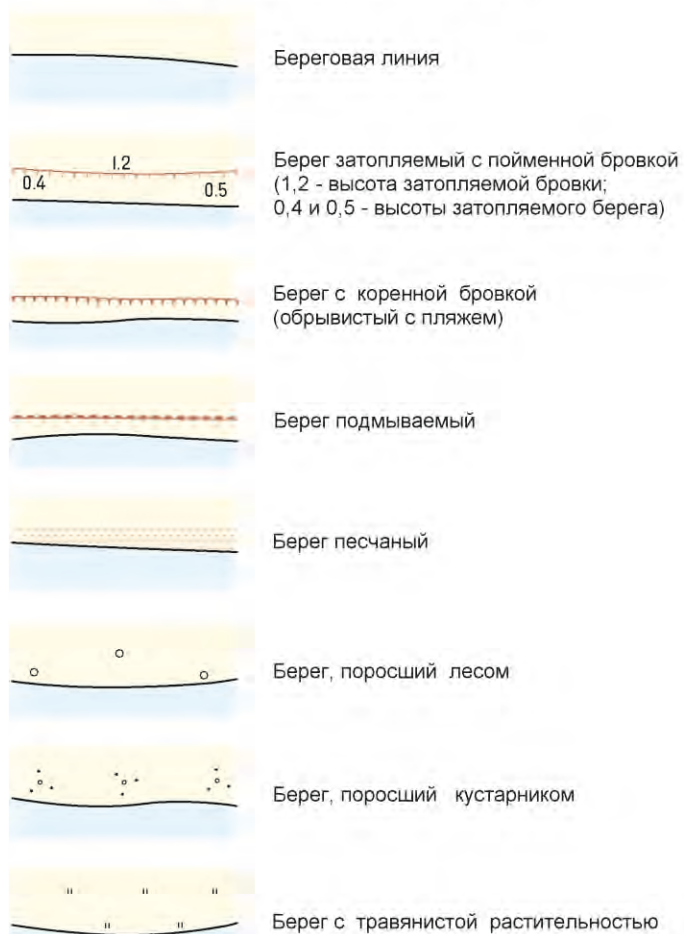 Береговая линия
1.2
0.4
0.5
Берег затопляемый с пойменной бровкой
(1,2 - высота затопляемой бровки;
0,4 и 0,5 - высоты затопляемого берега)
Берег с коренной бровкой
(обрывистый с пляжем)
Берег подмываемый
Берег песчаный
Берег, поросший лесом
Берег, поросший кустарником
Берег с травянистой растительностью